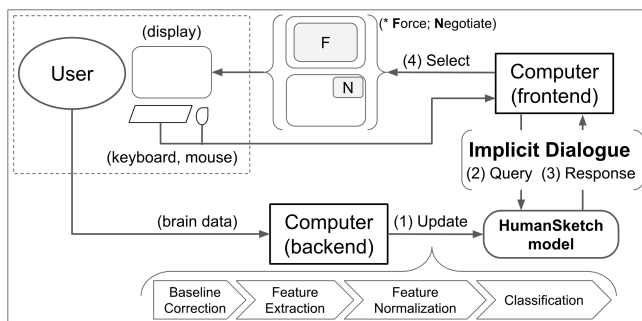 (display)
User
(keyboard, mouse)
F
N
(* Force; Negotiate)
(4) Select
Computer
(frontend)
Implicit Dialogue
(2) Query (3) Response
(brain data)
Computer
(backend)
(1) Update
HumanSketch
model
Baseline
Correction
Feature
Extraction
Feature
Normalization
Classification